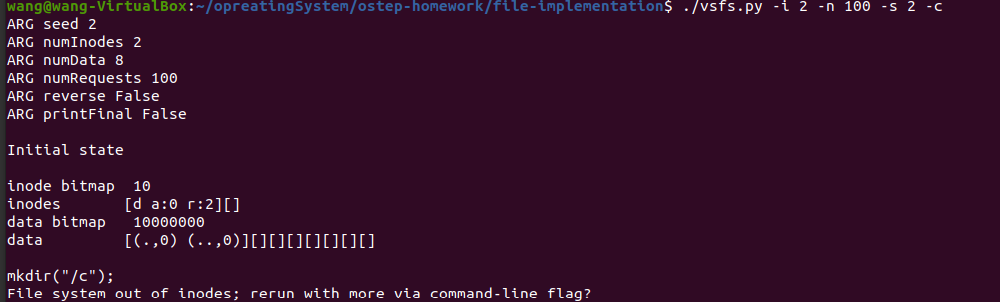 wang@wang-VirtualBox:~/opreatingSystem/ostep-homework/file-implementation$ ./vsfs.py -i 2 -n 100 -s 2 -c
ARG seed 2
ARG numInodes 2
ARG numData 8
ARG numRequests 100
ARG reverse False
ARG printFinal False

Initial state

inode bitmap  10
inodes       [d a:0 r:2][]
data bitmap   10000000
data         [(.,0) (..,0)][][][][][][][]

mkdir("/c");
File system out of inodes; rerun with more via command-line flag?